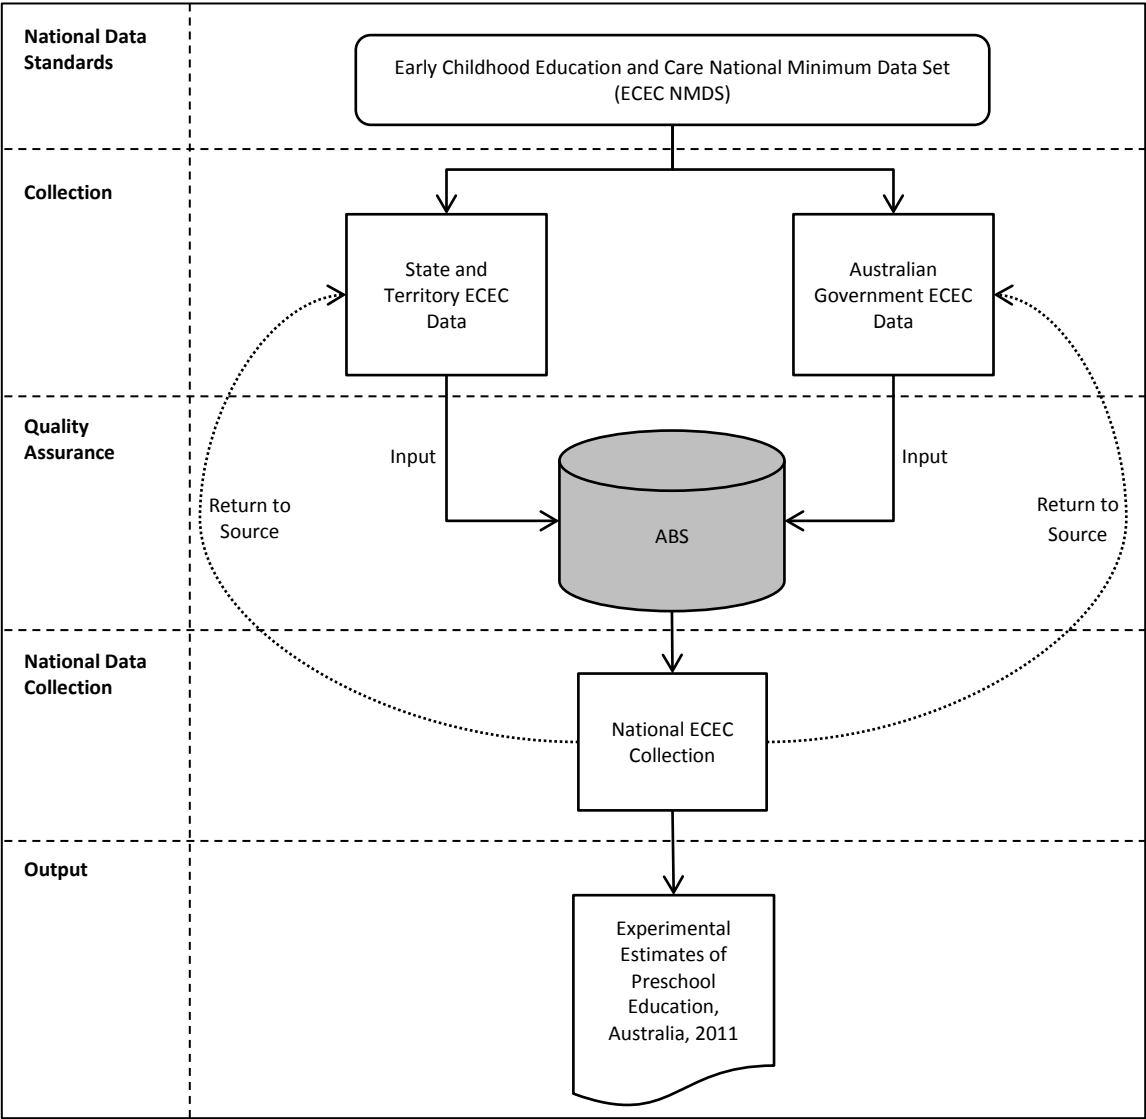 National Data
Standards
Early Childhood Education and Care National Minimum Data Set
(ECEC NMDS)
Collection
State and
Territory ECEC
Data
Australian
Government ECEC
Data
Quality
Assurance
Input
Input
Return to
Source
ABS
Return to
Source
National Data
Collection
National ECEC
Collection
Output
Experimental
Estimates of
Preschool
Education,
Australia, 2011